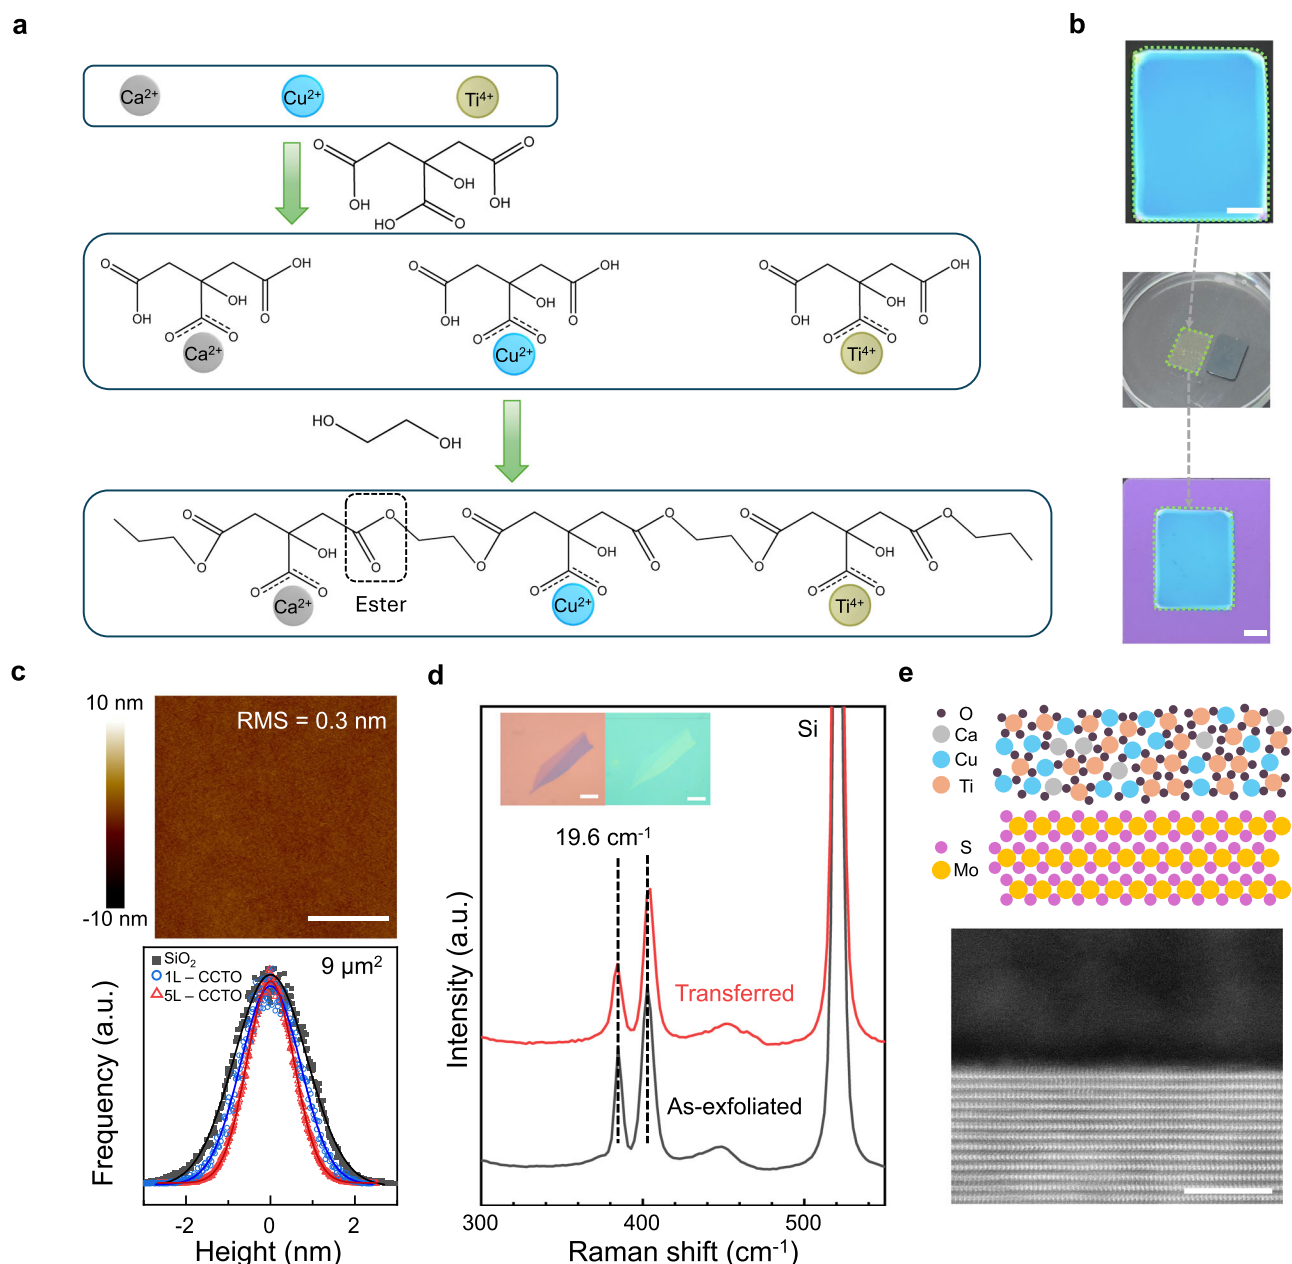 a
b
Ca²⁺ Cu²⁺ Ti⁴⁺
O O
OH
OH OH
HO O
O OH O OH O OH
OH OH OH
OH O OH O OH O
O O O O O O
Ca²⁺ Cu²⁺ Ti⁴⁺
HO
OH
O O O O O O
OH OH OH
O O O O
O O O O O O
Ca²⁺ Ester Cu²⁺ Ti⁴⁺
c
10 nm
RMS = 0.3 nm
-10 nm
SiO₂
1L – CCTO
5L – CCTO
9 µm²
Frequency (a.u.)
-2 0 2
Height (nm)
d
Si
19.6 cm⁻¹
Transferred
As-exfoliated
Intensity (a.u.)
300 400 500
Raman shift (cm⁻¹)
e
O
Ca
Cu
Ti
S
Mo